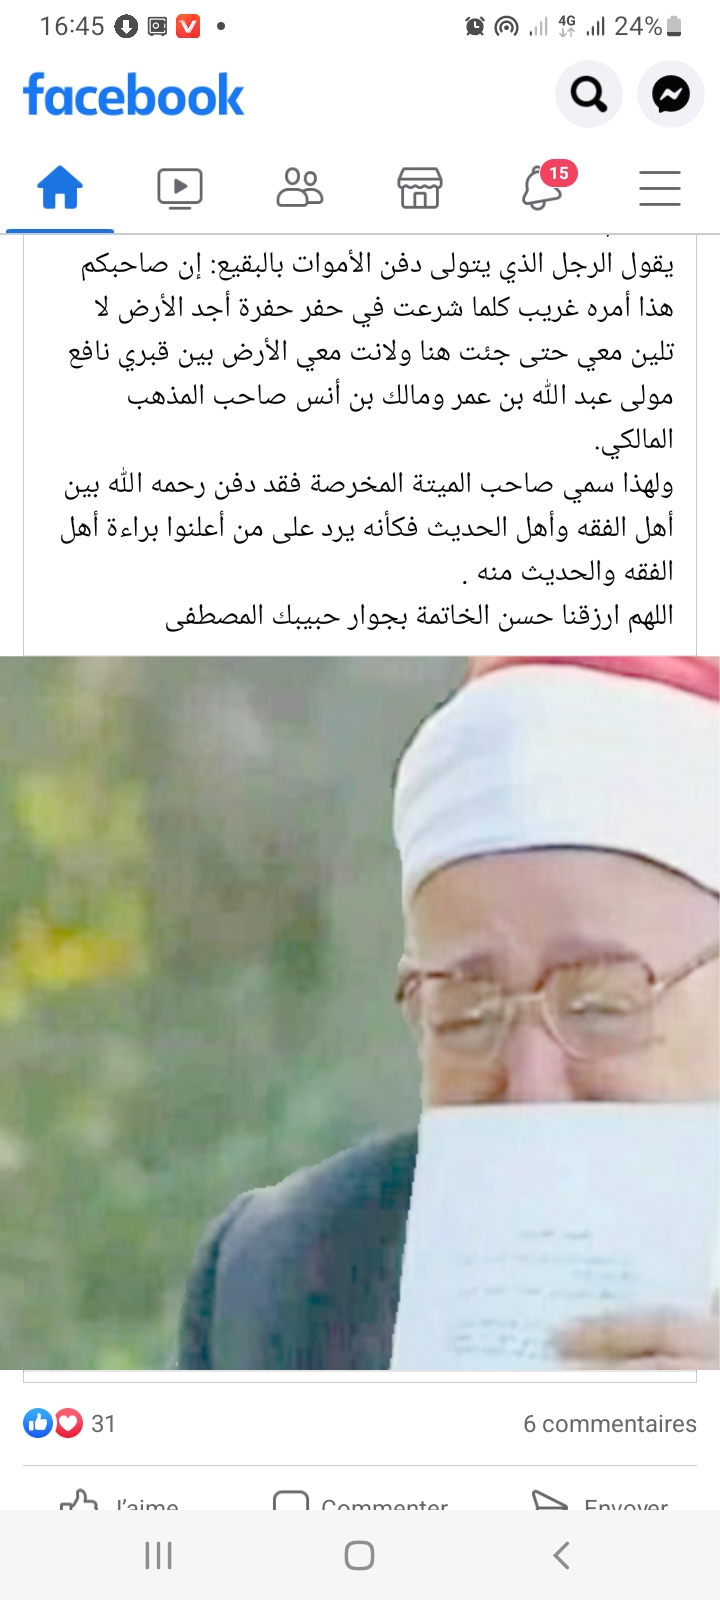 16:45
4G
24%
facebook
15
يقول الرجل الذي يتولى دفن الأموات بالبقيع: إن صاحبكم
هذا أمره غريب كلما شرعت في حفر حفرة أجد الأرض لا
تلين معي حتى جئت هنا ولانت معي الأرض بين قبري نافع
مولى عبد الله بن عمر ومالك بن أنس صاحب المذهب
المالكي.
ولهذا سمي صاحب الميتة المخرصة فقد دفن رحمه الله بين
أهل الفقه وأهل الحديث فكأنه يرد على من أعلنوا براءة أهل
الفقه والحديث منه .
اللهم ارزقنا حسن الخاتمة بجوار حبيبك المصطفى
31
6 commentaires
J'aime
Commenter
Envoyer